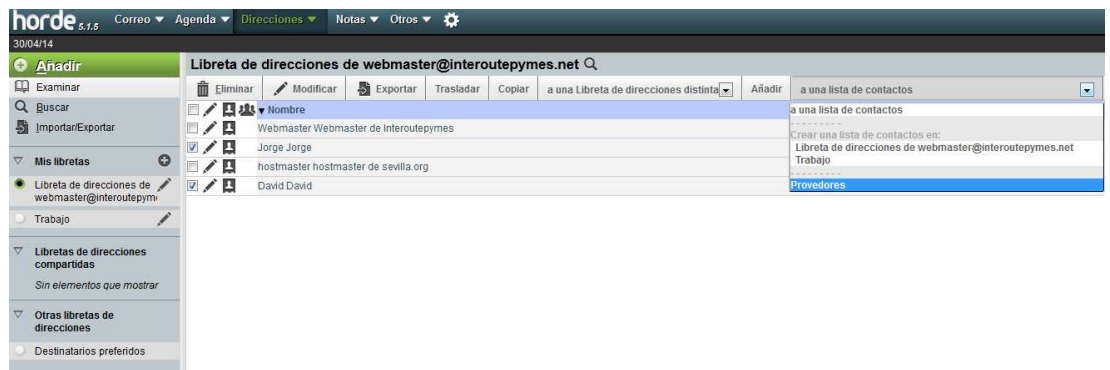 horde 5.1.5 Correo Agenda Direcciones Notas Otros
30/04/14
Añadir
Examinar
Buscar
Importar/Exportar
Mis libretas
Libreta de direcciones de
webmaster@interoutepym
Trabajo
Libretas de direcciones
compartidas
Sin elementos que mostrar
Otras libretas de
direcciones
Destinatarios preferidos
Libreta de direcciones de webmaster@interoutepymes.net
Eliminar Modificar Exportar Trasladar Copiar a una Libreta de direcciones distinta Añadir a una lista de contactos
Nombre
Webmaster Webmaster de Interoutepymes
Jorge Jorge
hostmaster hostmaster de sevilla.org
David David
a una lista de contactos
- - - - - - - - -
Crear una lista de contactos en:
Libreta de direcciones de webmaster@interoutepymes.net
Trabajo
- - - - - - - - -
Provedores